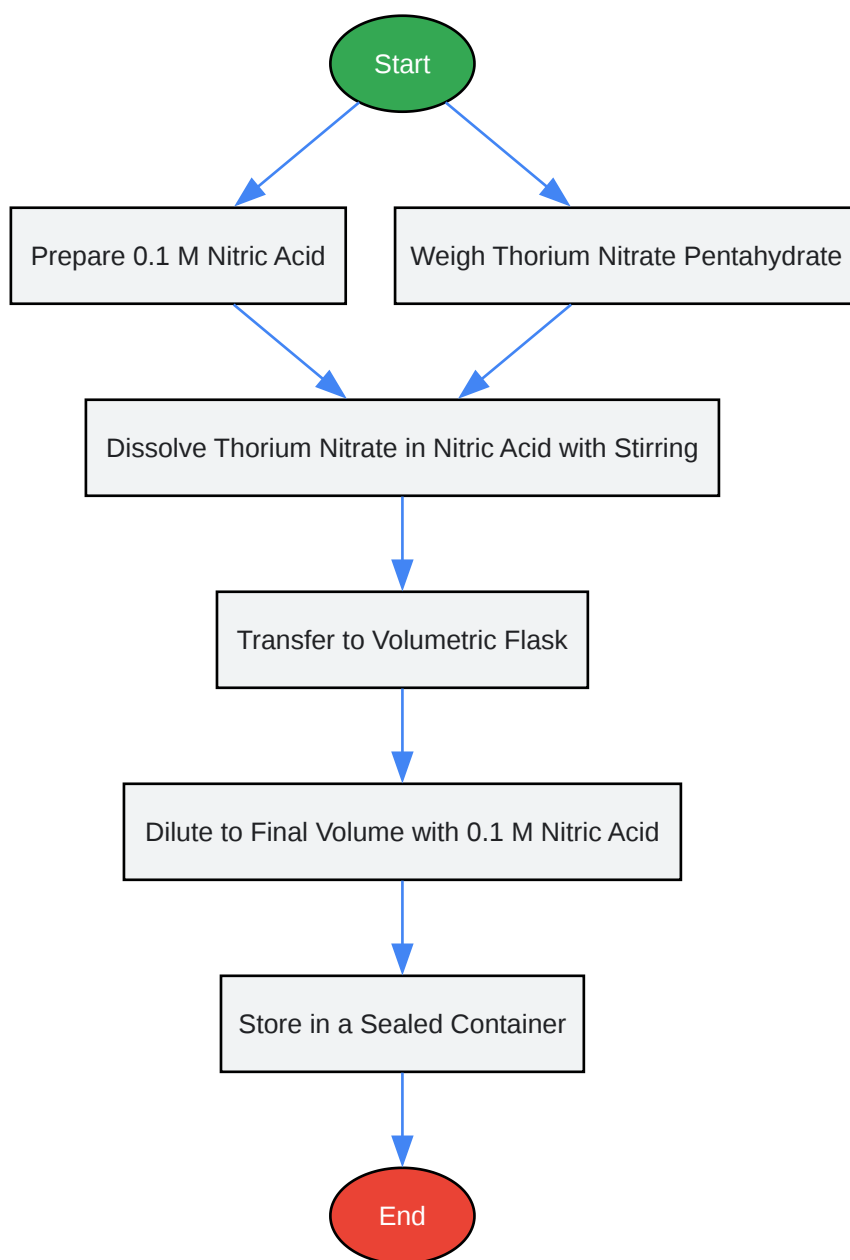 Start
Prepare 0.1 M Nitric Acid
Weigh Thorium Nitrate Pentahydrate
Dissolve Thorium Nitrate in Nitric Acid with Stirring
Transfer to Volumetric Flask
Dilute to Final Volume with 0.1 M Nitric Acid
Store in a Sealed Container
End